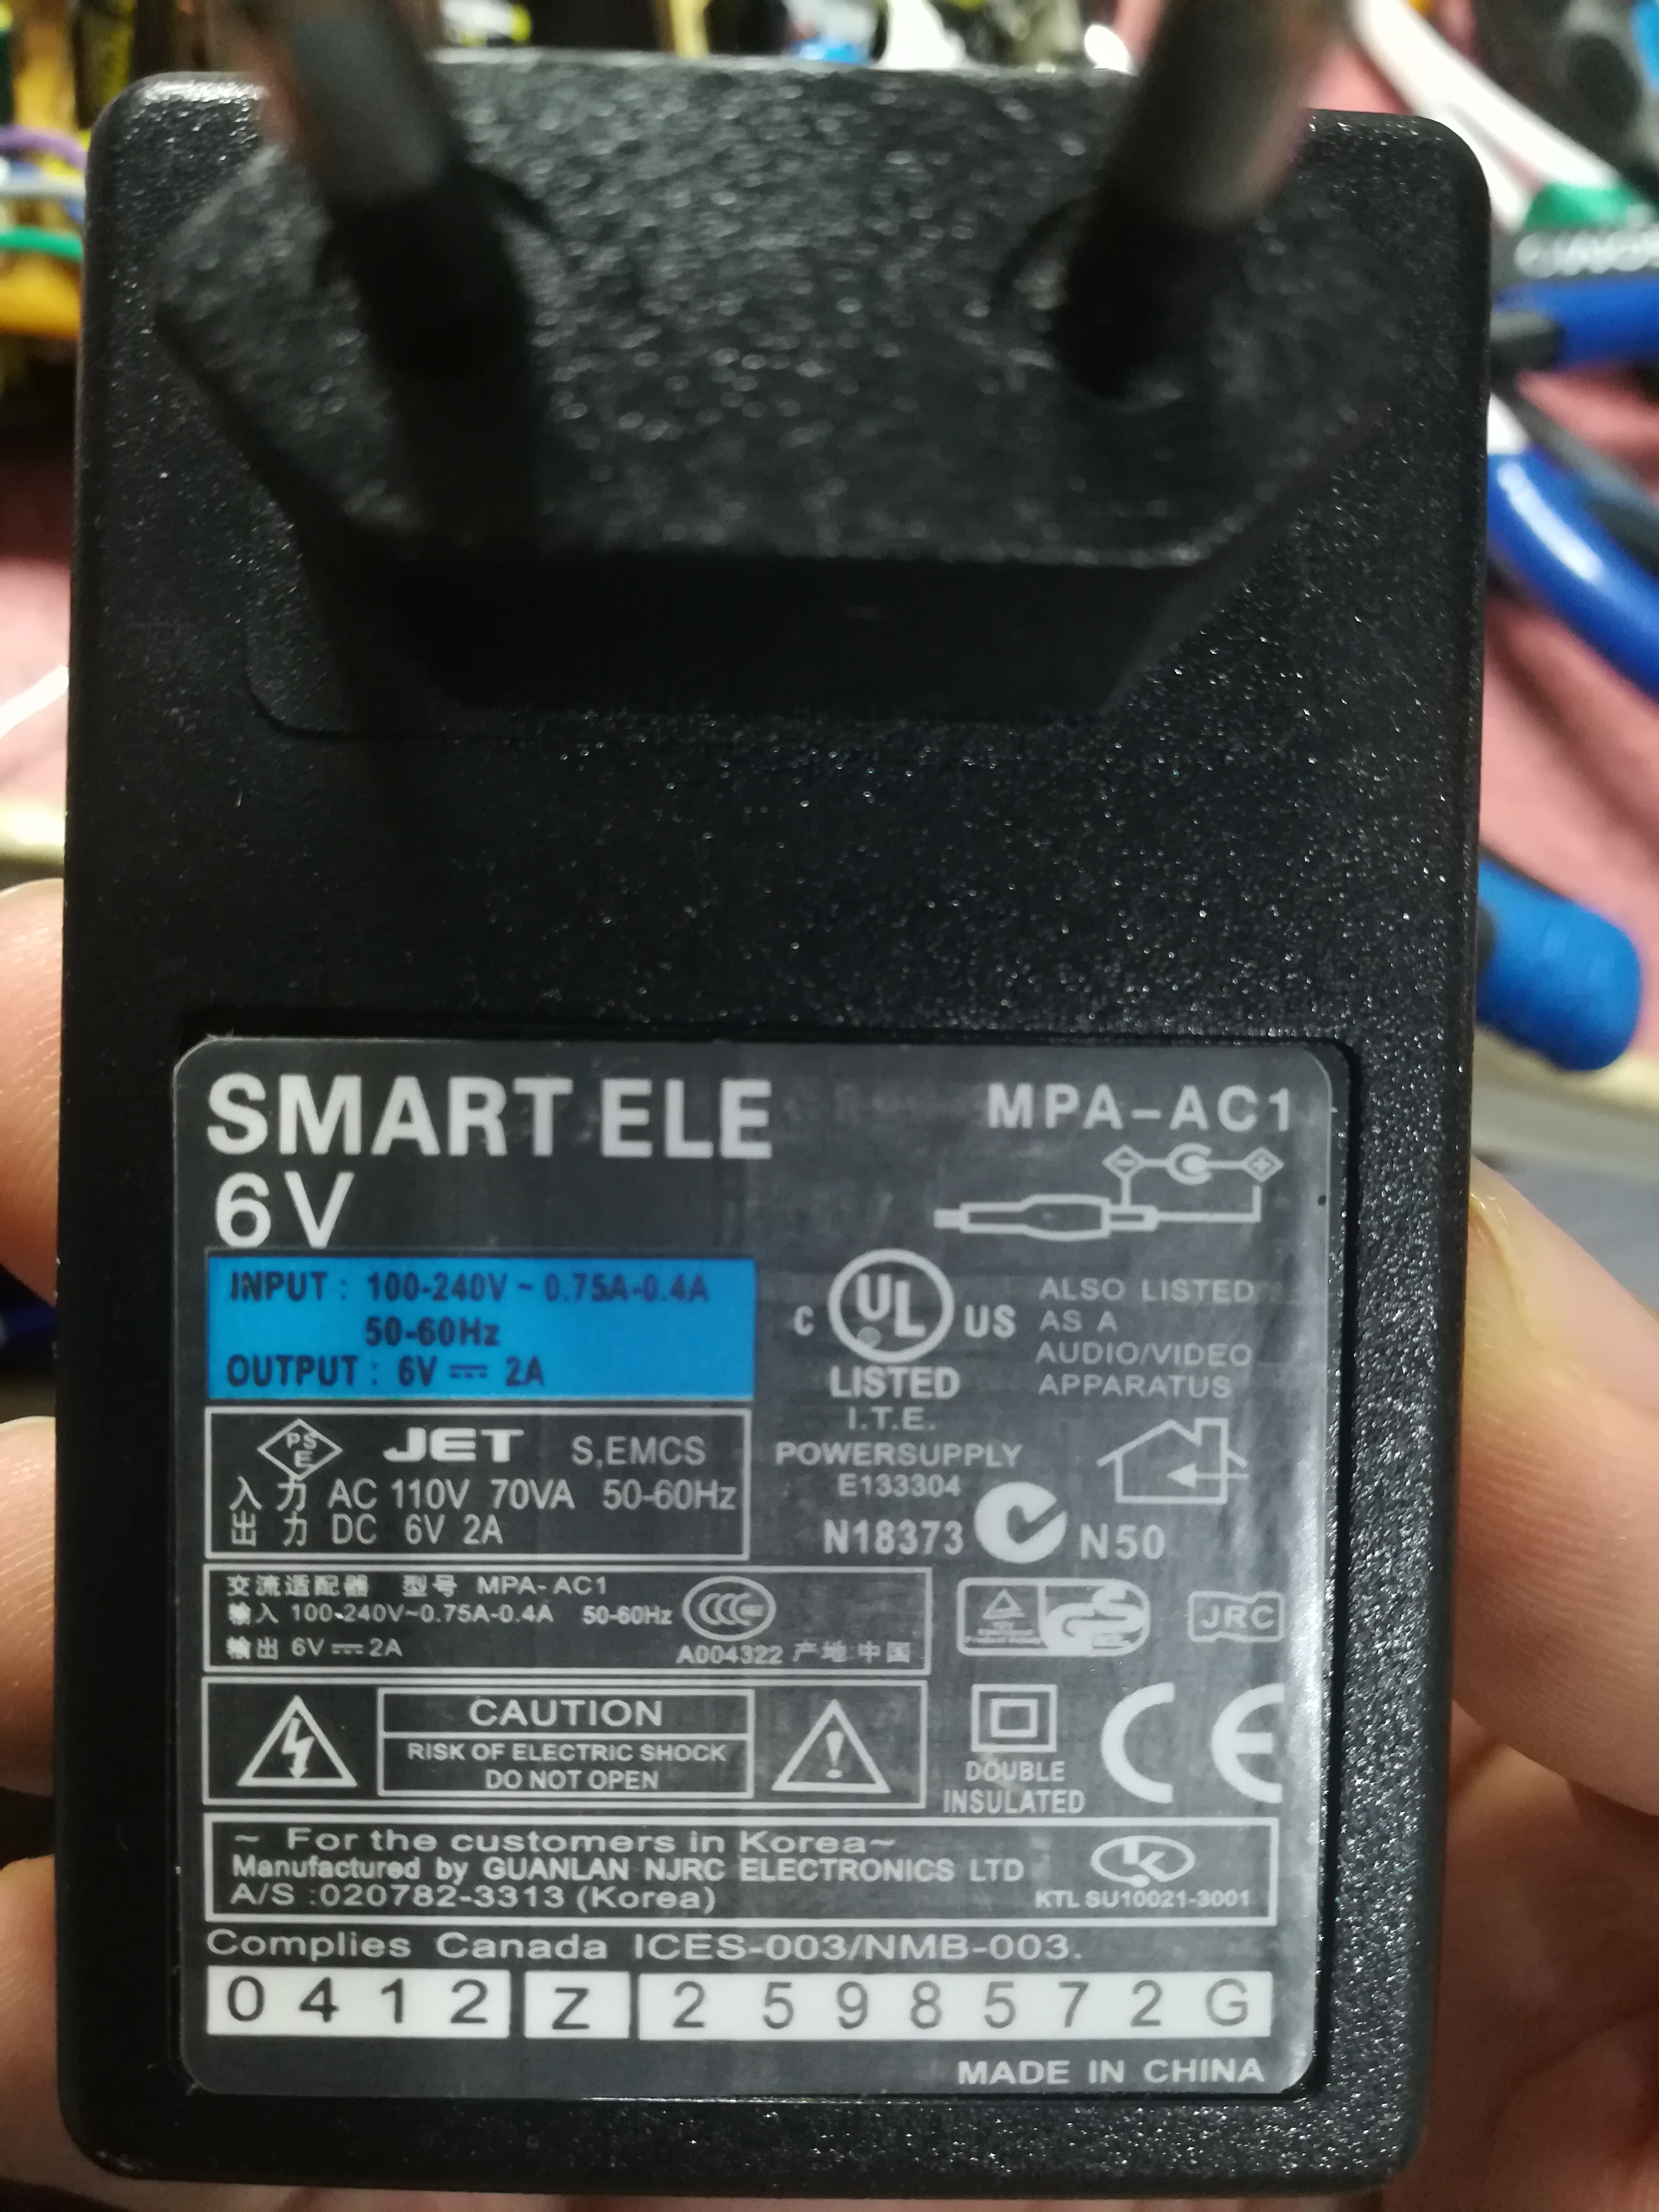 SMART ELE
MPA-AC1
6V
INPUT : 100-240V ~ 0.75A-0.4A
50-60Hz
OUTPUT : 6V ⎓ 2A
C UL US
LISTED
I.T.E.
POWERSUPPLY
E133304
ALSO LISTED
AS A
AUDIO/VIDEO
APPARATUS
PSE JET S,EMCS
入 力 AC 110V 70VA 50-60Hz
出 力 DC 6V 2A
N18373 N50
交流适配器 型号 MPA-AC1
输入 100-240V~0.75A-0.4A 50-60Hz
输出 6V ⎓ 2A
CCC
A004322 产地:中国
GS
JRC
CAUTION
RISK OF ELECTRIC SHOCK
DO NOT OPEN
DOUBLE
INSULATED
CE
~ For the customers in Korea~
Manufactured by GUANLAN NJRC ELECTRONICS LTD
A/S :020782-3313 (Korea)
KTL SU10021-3001
Complies Canada ICES-003/NMB-003.
0412 Z 2598572G
MADE IN CHINA